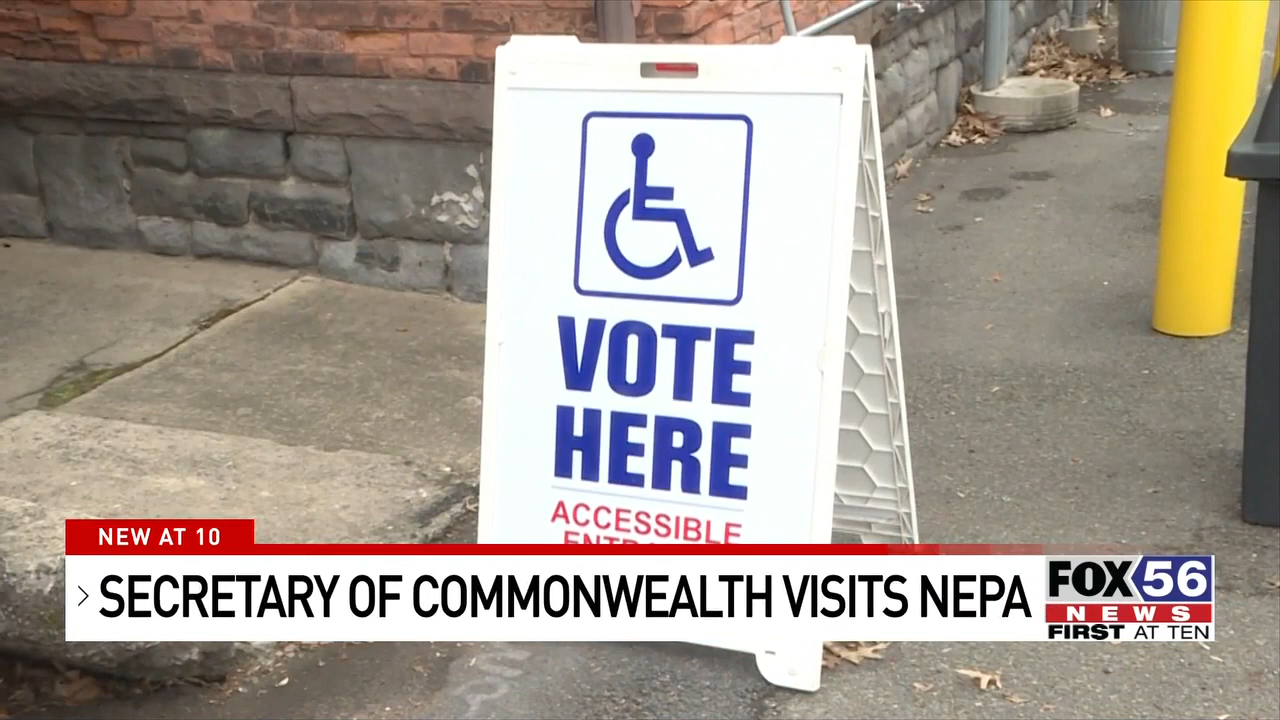 VOTE
HERE
ACCESSIBLE
NEW AT 10
SECRETARY OF COMMONWEALTH VISITS NEPA
FOX 56
NEWS
FIRST AT TEN